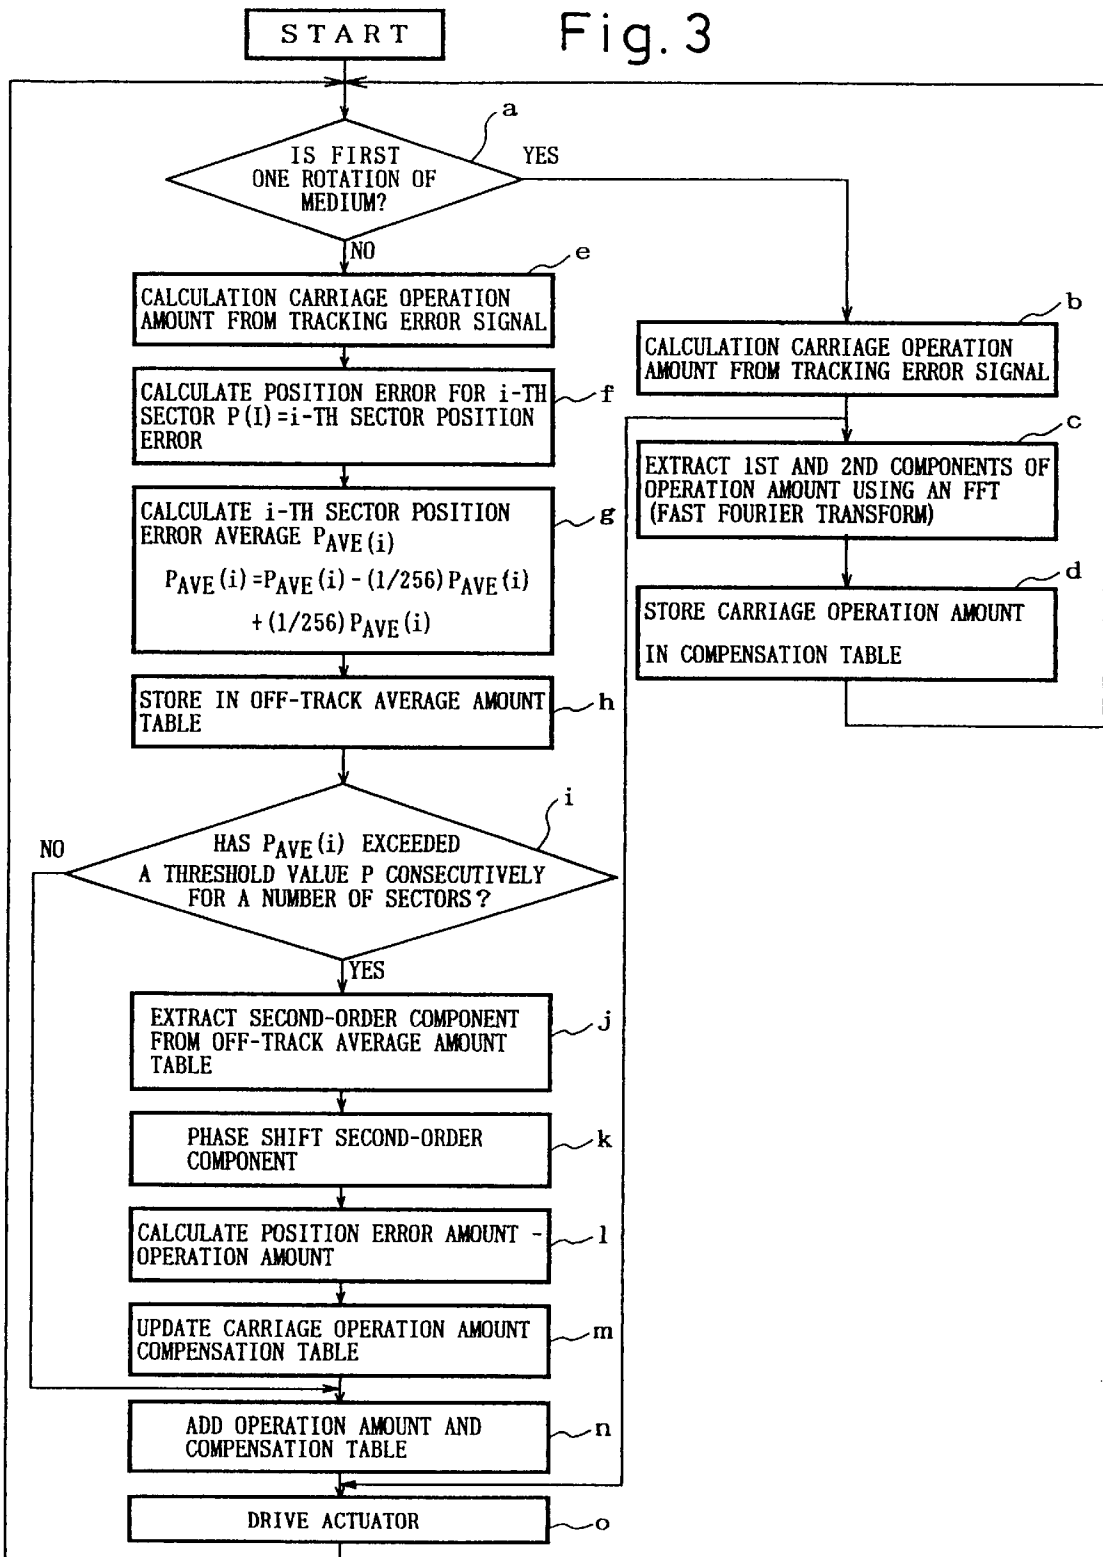 START
Fig. 3
a
IS FIRST
ONE ROTATION OF
MEDIUM?
YES
NO
e
CALCULATION CARRIAGE OPERATION
AMOUNT FROM TRACKING ERROR SIGNAL
f
CALCULATE POSITION ERROR FOR i-TH
SECTOR P(I)=i-TH SECTOR POSITION
ERROR
g
CALCULATE i-TH SECTOR POSITION
ERROR AVERAGE PAVE(i)
PAVE(i)=PAVE(i)-(1/256)PAVE(i)
+(1/256)PAVE(i)
h
STORE IN OFF-TRACK AVERAGE AMOUNT
TABLE
i
HAS PAVE(i) EXCEEDED
A THRESHOLD VALUE P CONSECUTIVELY
FOR A NUMBER OF SECTORS?
NO
YES
j
EXTRACT SECOND-ORDER COMPONENT
FROM OFF-TRACK AVERAGE AMOUNT
TABLE
k
PHASE SHIFT SECOND-ORDER
COMPONENT
l
CALCULATE POSITION ERROR AMOUNT -
OPERATION AMOUNT
m
UPDATE CARRIAGE OPERATION AMOUNT
COMPENSATION TABLE
n
ADD OPERATION AMOUNT AND
COMPENSATION TABLE
o
DRIVE ACTUATOR
b
CALCULATION CARRIAGE OPERATION
AMOUNT FROM TRACKING ERROR SIGNAL
c
EXTRACT 1ST AND 2ND COMPONENTS OF
OPERATION AMOUNT USING AN FFT
(FAST FOURIER TRANSFORM)
d
STORE CARRIAGE OPERATION AMOUNT
IN COMPENSATION TABLE